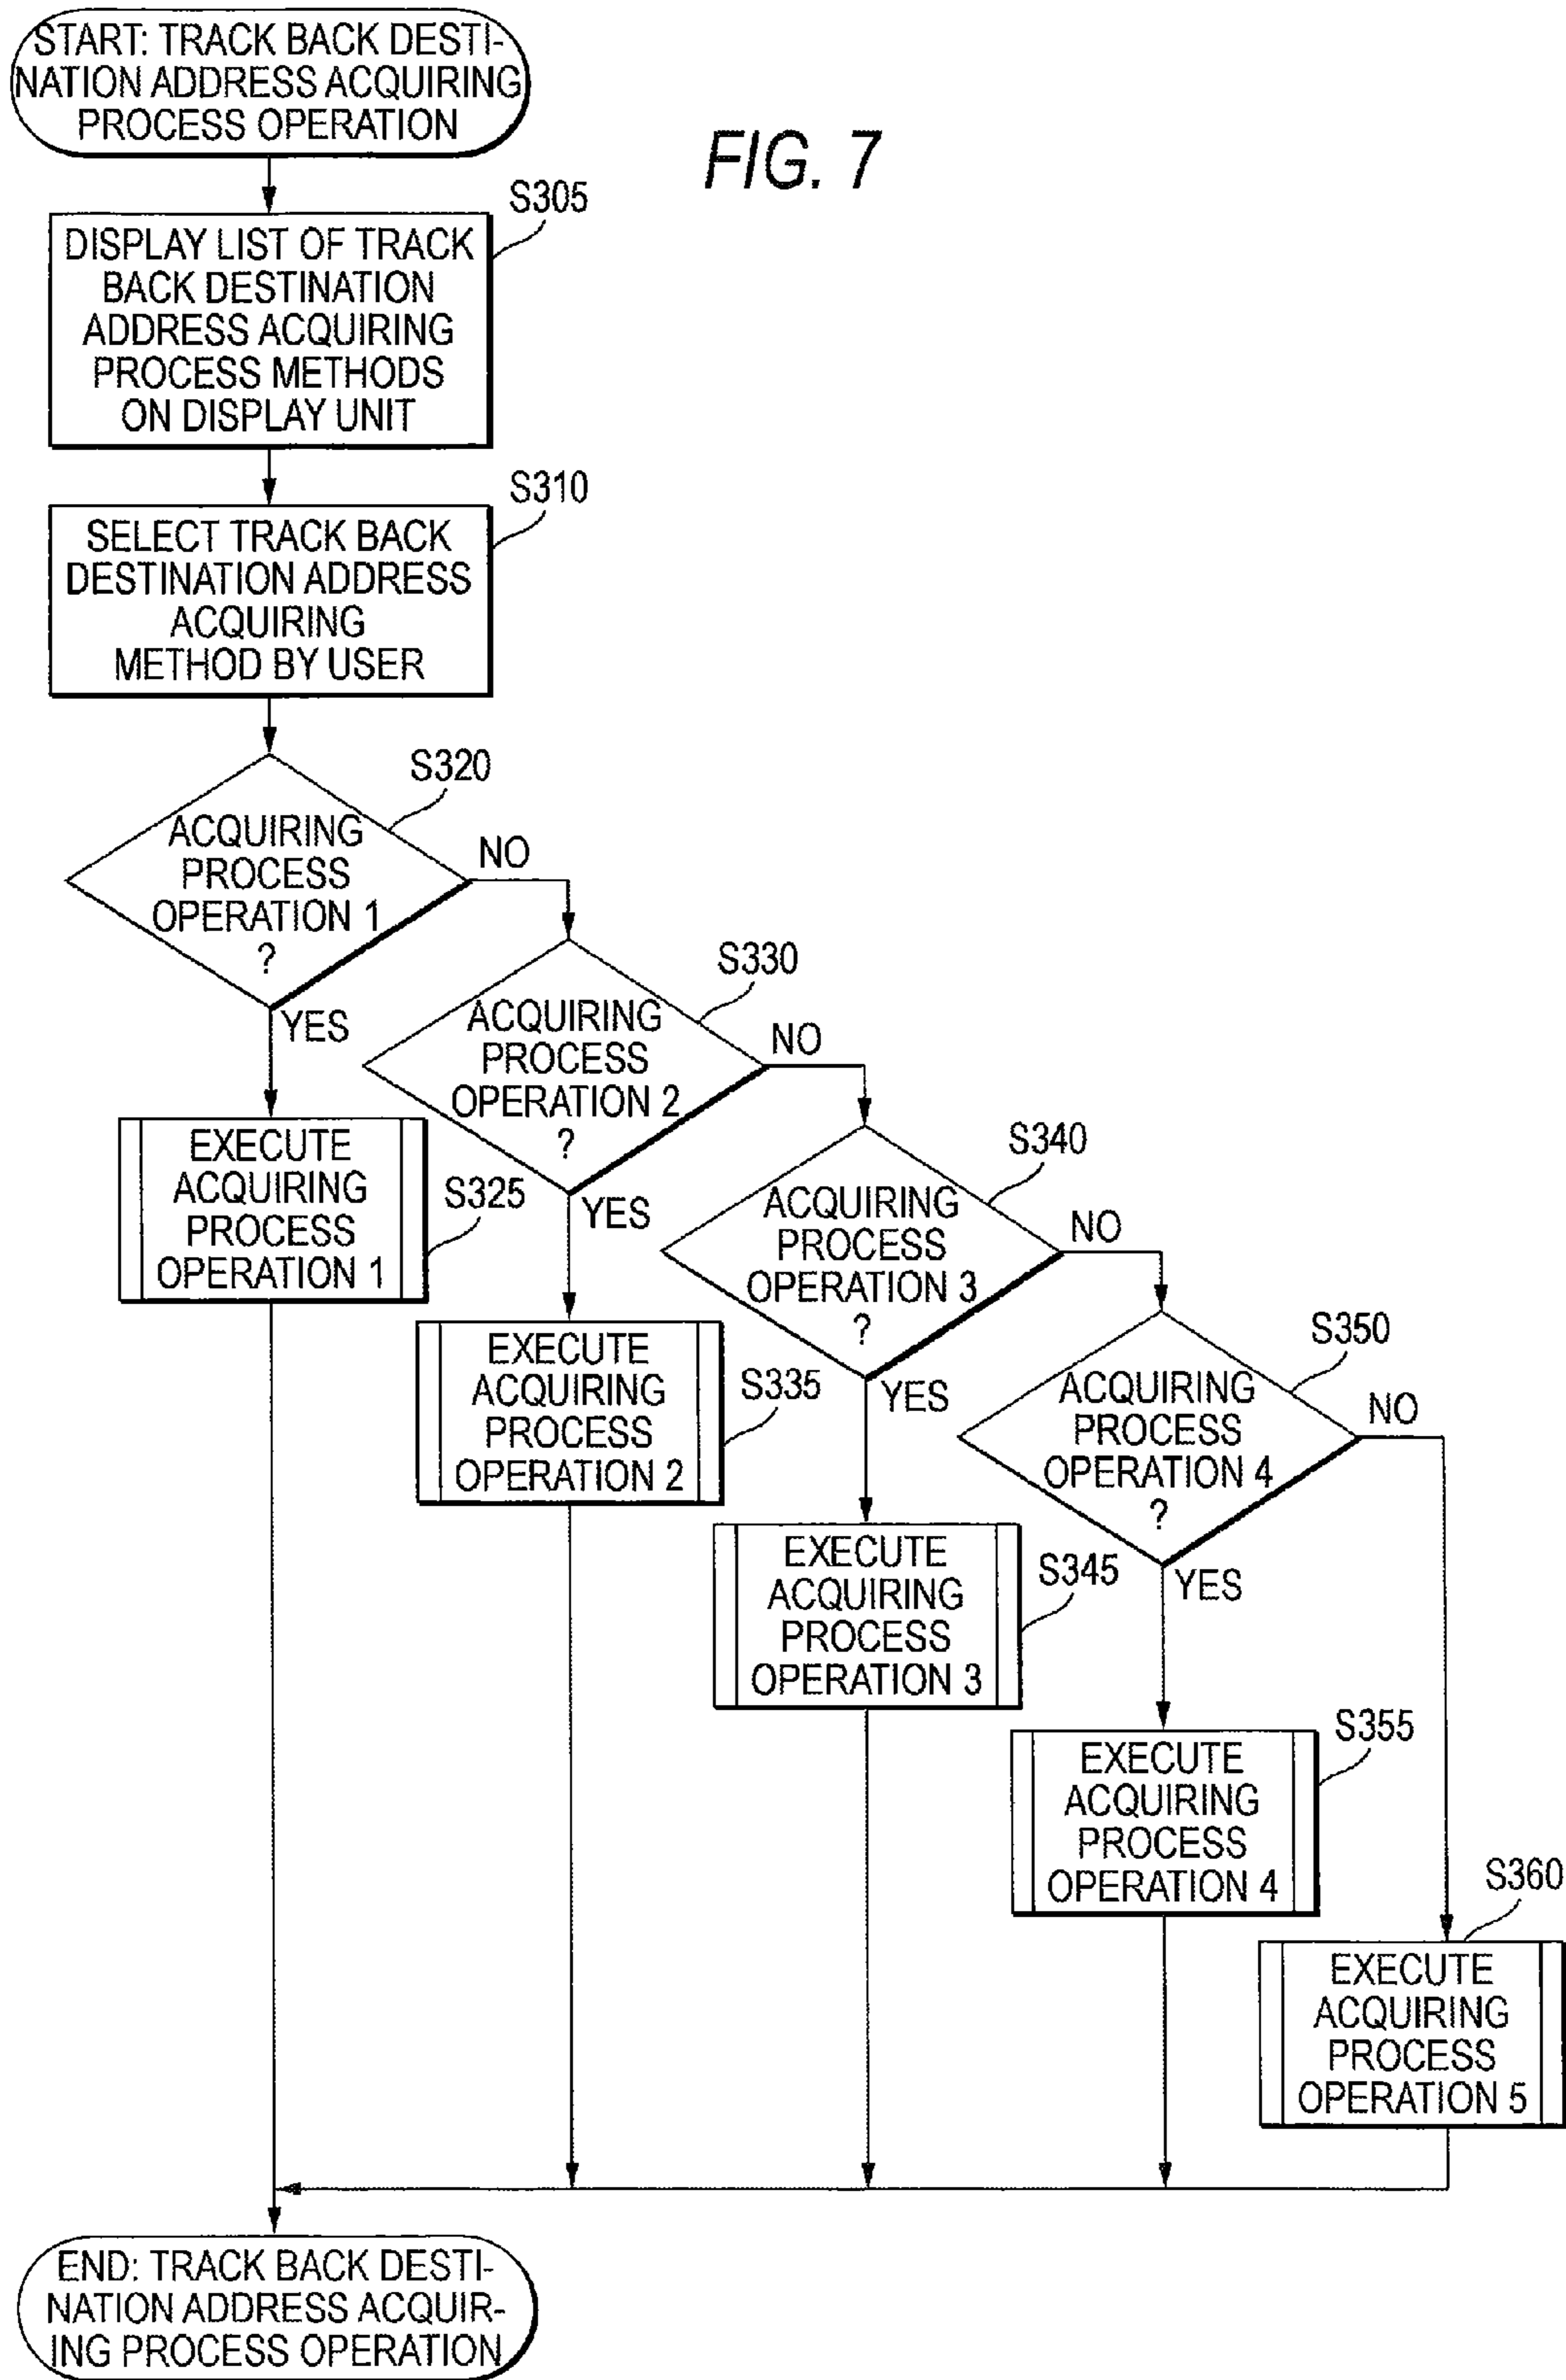 START: TRACK BACK DESTI-
NATION ADDRESS ACQUIRING
PROCESS OPERATION
FIG. 7
S305
DISPLAY LIST OF TRACK
BACK DESTINATION
ADDRESS ACQUIRING
PROCESS METHODS
ON DISPLAY UNIT
S310
SELECT TRACK BACK
DESTINATION ADDRESS
ACQUIRING
METHOD BY USER
S320
ACQUIRING
PROCESS
OPERATION 1
?
NO
YES
S325
EXECUTE
ACQUIRING
PROCESS
OPERATION 1
S330
ACQUIRING
PROCESS
OPERATION 2
?
NO
YES
S335
EXECUTE
ACQUIRING
PROCESS
OPERATION 2
S340
ACQUIRING
PROCESS
OPERATION 3
?
NO
YES
S345
EXECUTE
ACQUIRING
PROCESS
OPERATION 3
S350
ACQUIRING
PROCESS
OPERATION 4
?
NO
YES
S355
EXECUTE
ACQUIRING
PROCESS
OPERATION 4
S360
EXECUTE
ACQUIRING
PROCESS
OPERATION 5
END: TRACK BACK DESTI-
NATION ADDRESS ACQUIR-
ING PROCESS OPERATION